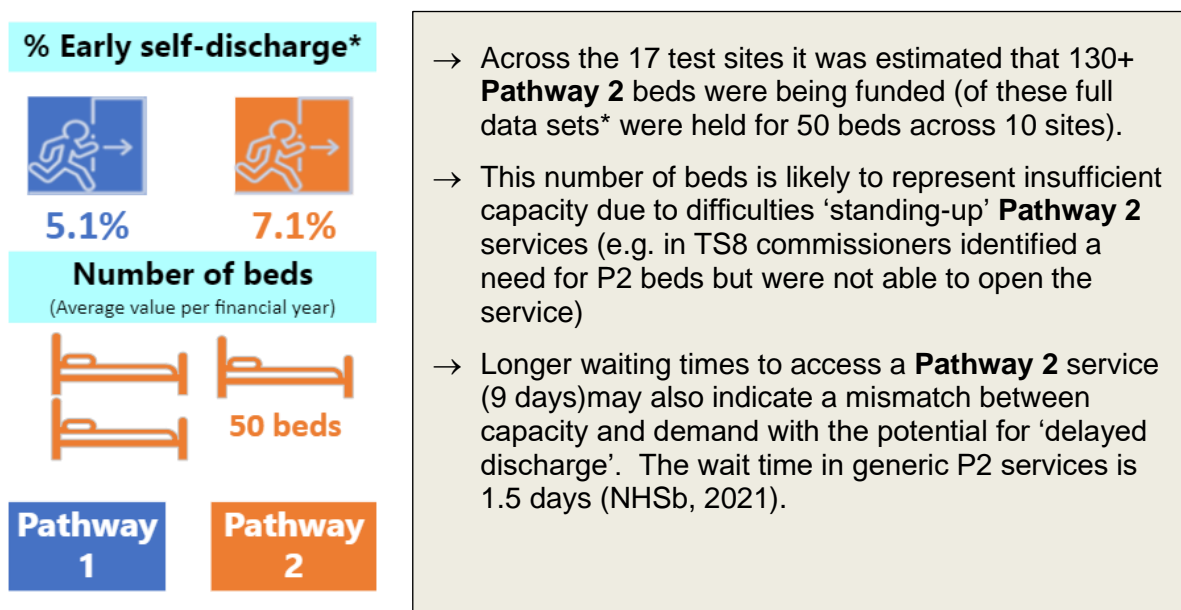 % Early self-discharge*
5.1%
7.1%
Number of beds
(Average value per financial year)
50 beds
Pathway
1
Pathway
2
→ Across the 17 test sites it was estimated that 130+
Pathway 2 beds were being funded (of these full
data sets* were held for 50 beds across 10 sites).
→ This number of beds is likely to represent insufficient
capacity due to difficulties ‘standing-up’ Pathway 2
services (e.g. in TS8 commissioners identified a
need for P2 beds but were not able to open the
service)
→ Longer waiting times to access a Pathway 2 service
(9 days)may also indicate a mismatch between
capacity and demand with the potential for ‘delayed
discharge’.  The wait time in generic P2 services is
1.5 days (NHSb, 2021).